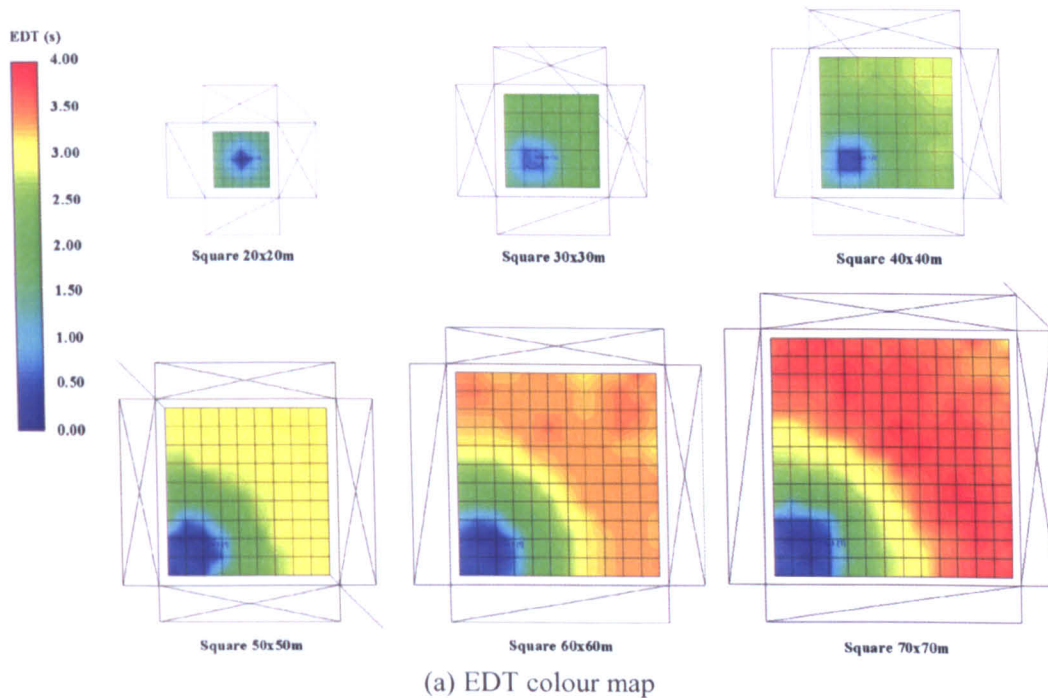 EDT (s)
4.00
3.50
3.00
2.50
2.00
1.50
1.00
0.50
0.00
Square 20x20m
Square 30x30m
Square 40x40m
Square 50x50m
Square 60x60m
Square 70x70m
(a) EDT colour map